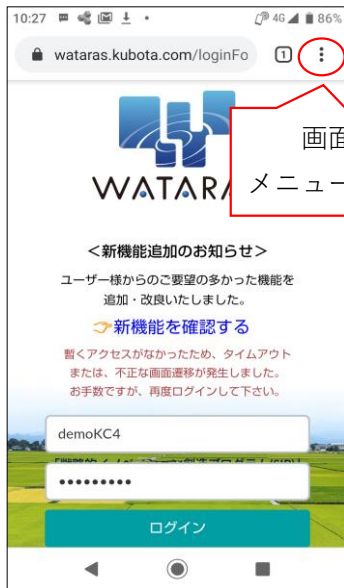 10:27
4G 86%
wataras.kubota.com/loginFo
1
画面
メニュー
WATARA
<新機能追加のお知らせ>
ユーザー様からのご要望の多かった機能を
追加・改良いたしました。
新機能を確認する
暫くアクセスがなかったため、タイムアウト
または、不正な画面遷移が発生しました。
お手数ですが、再度ログインして下さい。
demoKC4
•••••••••
ログイン